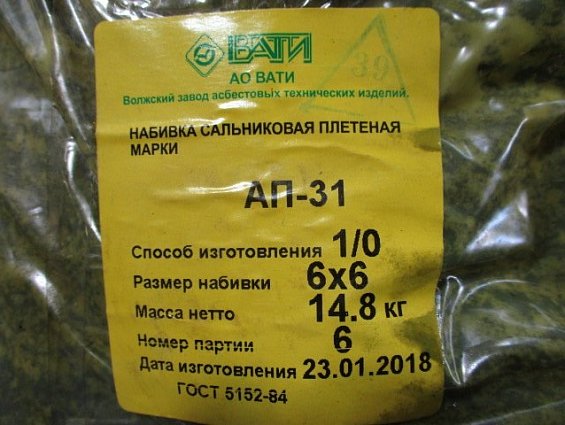 ВАТИ
39
АО ВАТИ
Волжский завод асбестовых технических изделий.
НАБИВКА САЛЬНИКОВАЯ ПЛЕТЕНАЯ
МАРКИ
АП-31
Способ изготовления 1/0
Размер набивки 6х6
Масса нетто 14.8 кг
Номер партии 6
Дата изготовления 23.01.2018
ГОСТ 5152-84